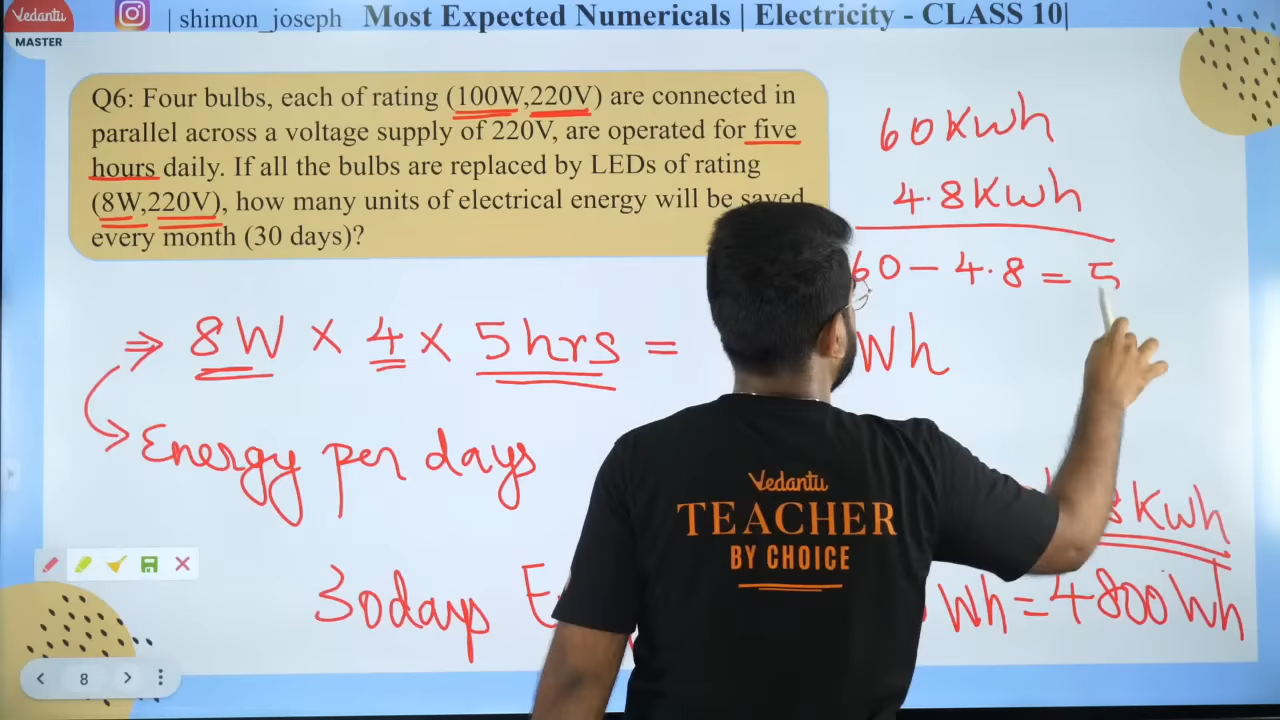 Vedantu
MASTER
| shimon_joseph
Most Expected Numericals | Electricity - CLASS 10|
Q6: Four bulbs, each of rating (100W,220V) are connected in
parallel across a voltage supply of 220V, are operated for five
hours daily. If all the bulbs are replaced by LEDs of rating
(8W,220V), how many units of electrical energy will be saved
every month (30 days)?
60KWh
4.8KWh
60 - 4.8 = 5
⇒ 8W × 4 × 5hrs =
Wh
Energy per days
8 KWh
30days
Wh = 4800 Wh
Vedantu
TEACHER
BY CHOICE
8